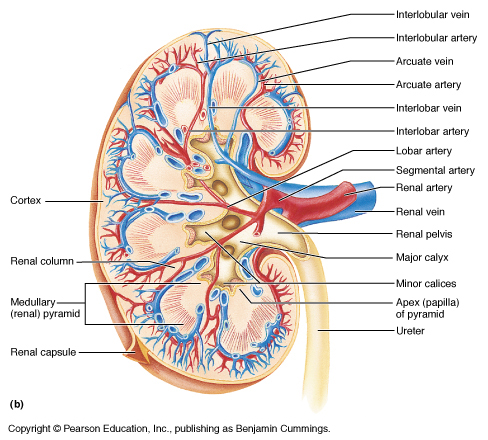 Interlobular vein
Interlobular artery
Arcuate vein
Arcuate artery
Interlobar vein
Interlobar artery
Lobar artery
Segmental artery
Renal artery
Renal vein
Renal pelvis
Major calyx
Minor calices
Apex (papilla)
of pyramid
Ureter
Cortex
Renal column
Medullary
(renal) pyramid
Renal capsule
(b)
Copyright © Pearson Education, Inc., publishing as Benjamin Cummings.